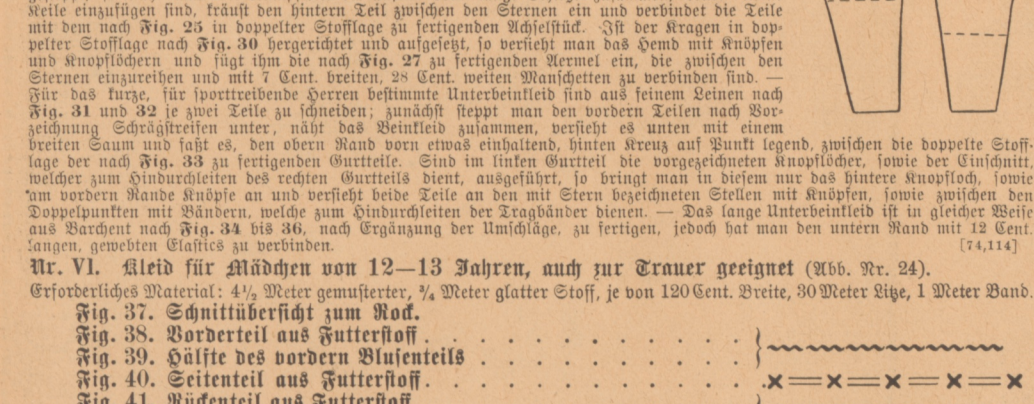 Keile einzufügen sind, kräuſt den hintern Teil zwiſchen den Sternen ein und verbindet die Teile
mit dem nach Fig. 25 in doppelter Stofflage zu fertigenden Achſelſtück. Iſt der Kragen in dop-
pelter Stofflage nach Fig. 30 hergerichtet und aufgeſetzt, ſo verſieht man das Hemd mit Knöpfen
und Knopflöchern und fügt ihm die nach Fig. 27 zu fertigenden Aermel ein, die zwiſchen den
Sternen einzureihen und mit 7 Cent. breiten, 28 Cent. weiten Manſchetten zu verbinden ſind. —
Für das kurze, für ſporttreibende Herren beſtimmte Unterbeinkleid ſind aus feinem Leinen nach
Fig. 31 und 32 je zwei Teile zu ſchneiden; zunächſt ſteppt man den vordern Teilen nach Vor-
zeichnung Schrägſtreifen unter, näht das Beinkleid zuſammen, verſieht es unten mit einem
breiten Saum und faßt es, den obern Rand vorn etwas einhaltend, hinten Kreuz auf Punkt legend, zwiſchen die doppelte Stoff-
lage der nach Fig. 33 zu fertigenden Gurtteile. Sind im linken Gurtteil die vorgezeichneten Knopflöcher, ſowie der Einſchnitt,
welcher zum Hindurchleiten des rechten Gurtteils dient, ausgeführt, ſo bringt man in dieſem nur das hintere Knopfloch, ſowie
am vordern Rande Knöpfe an und verſieht beide Teile an den mit Stern bezeichneten Stellen mit Knöpfen, ſowie zwiſchen den
Doppelpunkten mit Bändern, welche zum Hindurchleiten der Tragbänder dienen. — Das lange Unterbeinkleid iſt in gleicher Weiſe
aus Barchent nach Fig. 34 bis 36, nach Ergänzung der Umſchläge, zu fertigen, jedoch hat man den untern Rand mit 12 Cent.
langen, gewebten Elaſtics zu verbinden. [74,114]
Nr. VI. Kleid für Mädchen von 12—13 Jahren, auch zur Trauer geeignet (Abb. Nr. 24).
Erforderliches Material: 4½ Meter gemuſterter, ¾ Meter glatter Stoff, je von 120 Cent. Breite, 30 Meter Litze, 1 Meter Band.
Fig. 37. Schnittüberſicht zum Rock.
Fig. 38. Vorderteil aus Futterſtoff . . . . . . . . . .
Fig. 39. Hälfte des vordern Bluſenteils . . . . . . . . .
Fig. 40. Seitenteil aus Futterſtoff . . . . . . . . . . .
Fig. 41. Rückenteil aus Futterſtoff